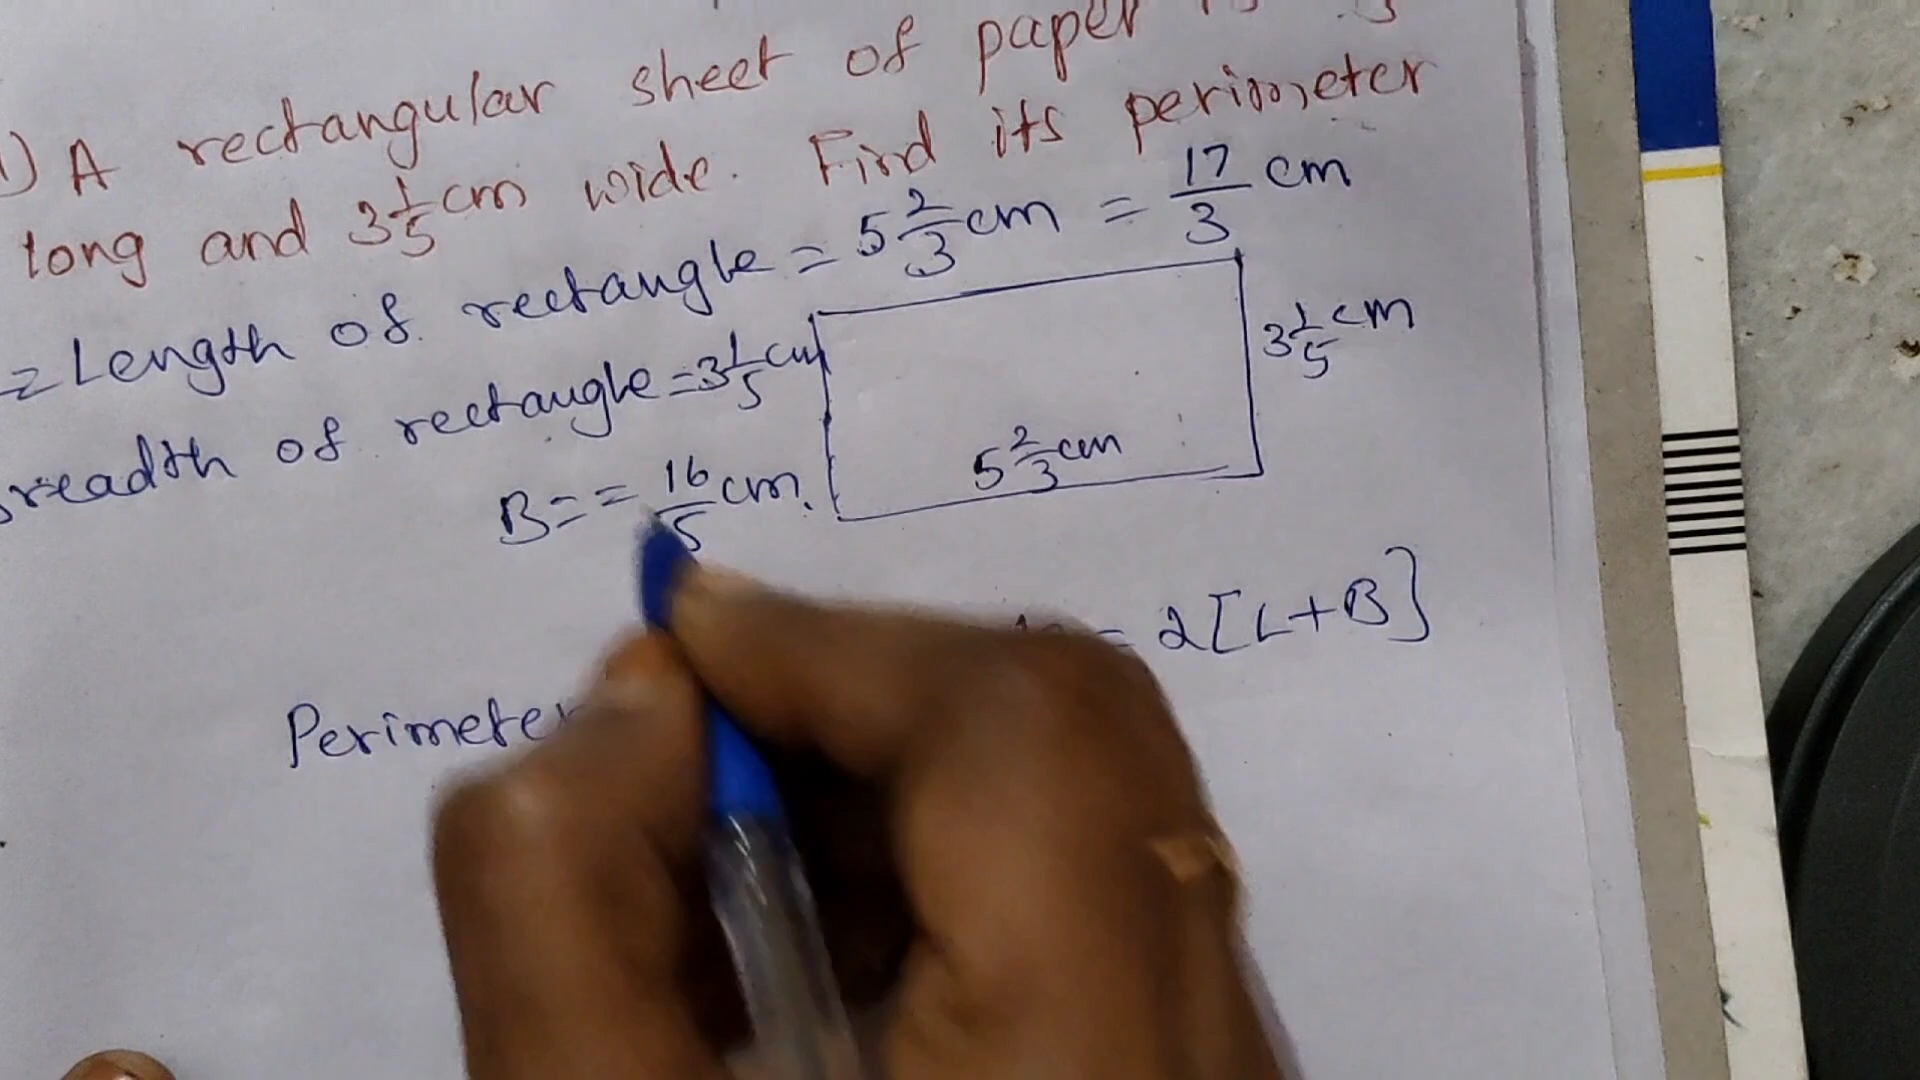 1) A rectangular sheet of paper is
long and 3 1/5 cm wide. Find its perimeter
= Length of rectangle = 5 2/3 cm = 17/3 cm
readth of rectangle = 3 1/5 cm
3 1/5 cm
5 2/3 cm
B = = 16/5 cm.
= 2[L+B]
Perimeter